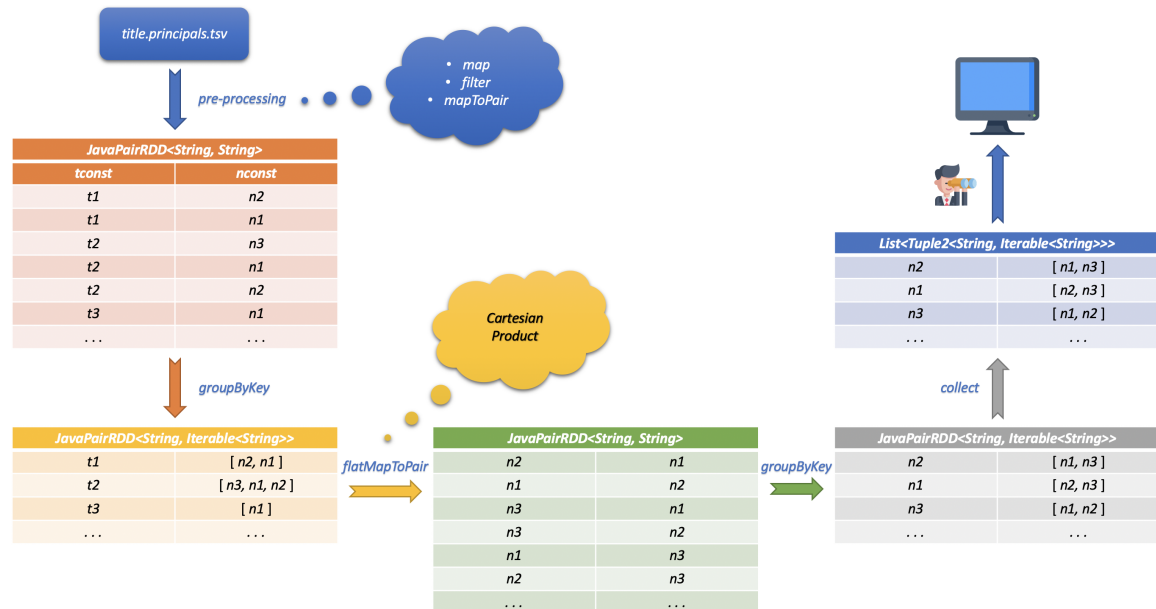 title.principals.tsv
pre-processing
• map
• filter
• mapToPair
JavaPairRDD<String, String>
tconst nconst
t1 n2
t1 n1
t2 n3
t2 n1
t2 n2
t3 n1
. . . . . .
groupByKey
JavaPairRDD<String, Iterable<String>>
t1 [ n2, n1 ]
t2 [ n3, n1, n2 ]
t3 [ n1 ]
. . . . . .
flatMapToPair
Cartesian
Product
JavaPairRDD<String, String>
n2 n1
n1 n2
n3 n1
n3 n2
n1 n3
n2 n3
. . . . . .
groupByKey
JavaPairRDD<String, Iterable<String>>
n2 [ n1, n3 ]
n1 [ n2, n3 ]
n3 [ n1, n2 ]
. . . . . .
collect
List<Tuple2<String, Iterable<String>>>
n2 [ n1, n3 ]
n1 [ n2, n3 ]
n3 [ n1, n2 ]
. . . . . .